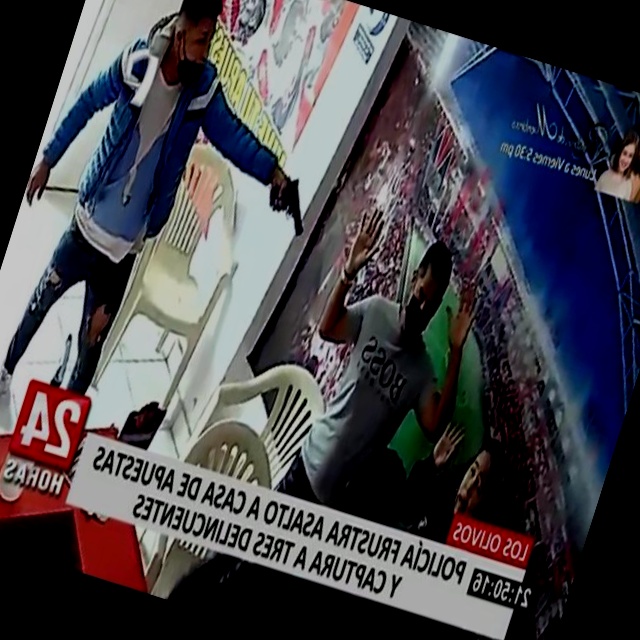 Lunes a Viernes 5:30 pm
BOSS
24
HORAS
LOS OLIVOS
21:50:16
POLICÍA FRUSTRA ASALTO A CASA DE APUESTAS
Y CAPTURA A TRES DELINCUENTES